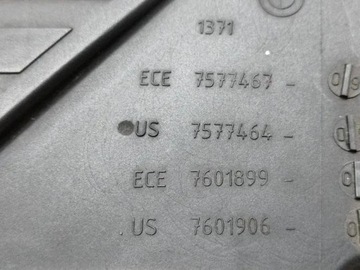 1371
ECE 7577467 -
US 7577464 -
ECE 7601899 -
US 7601906 -